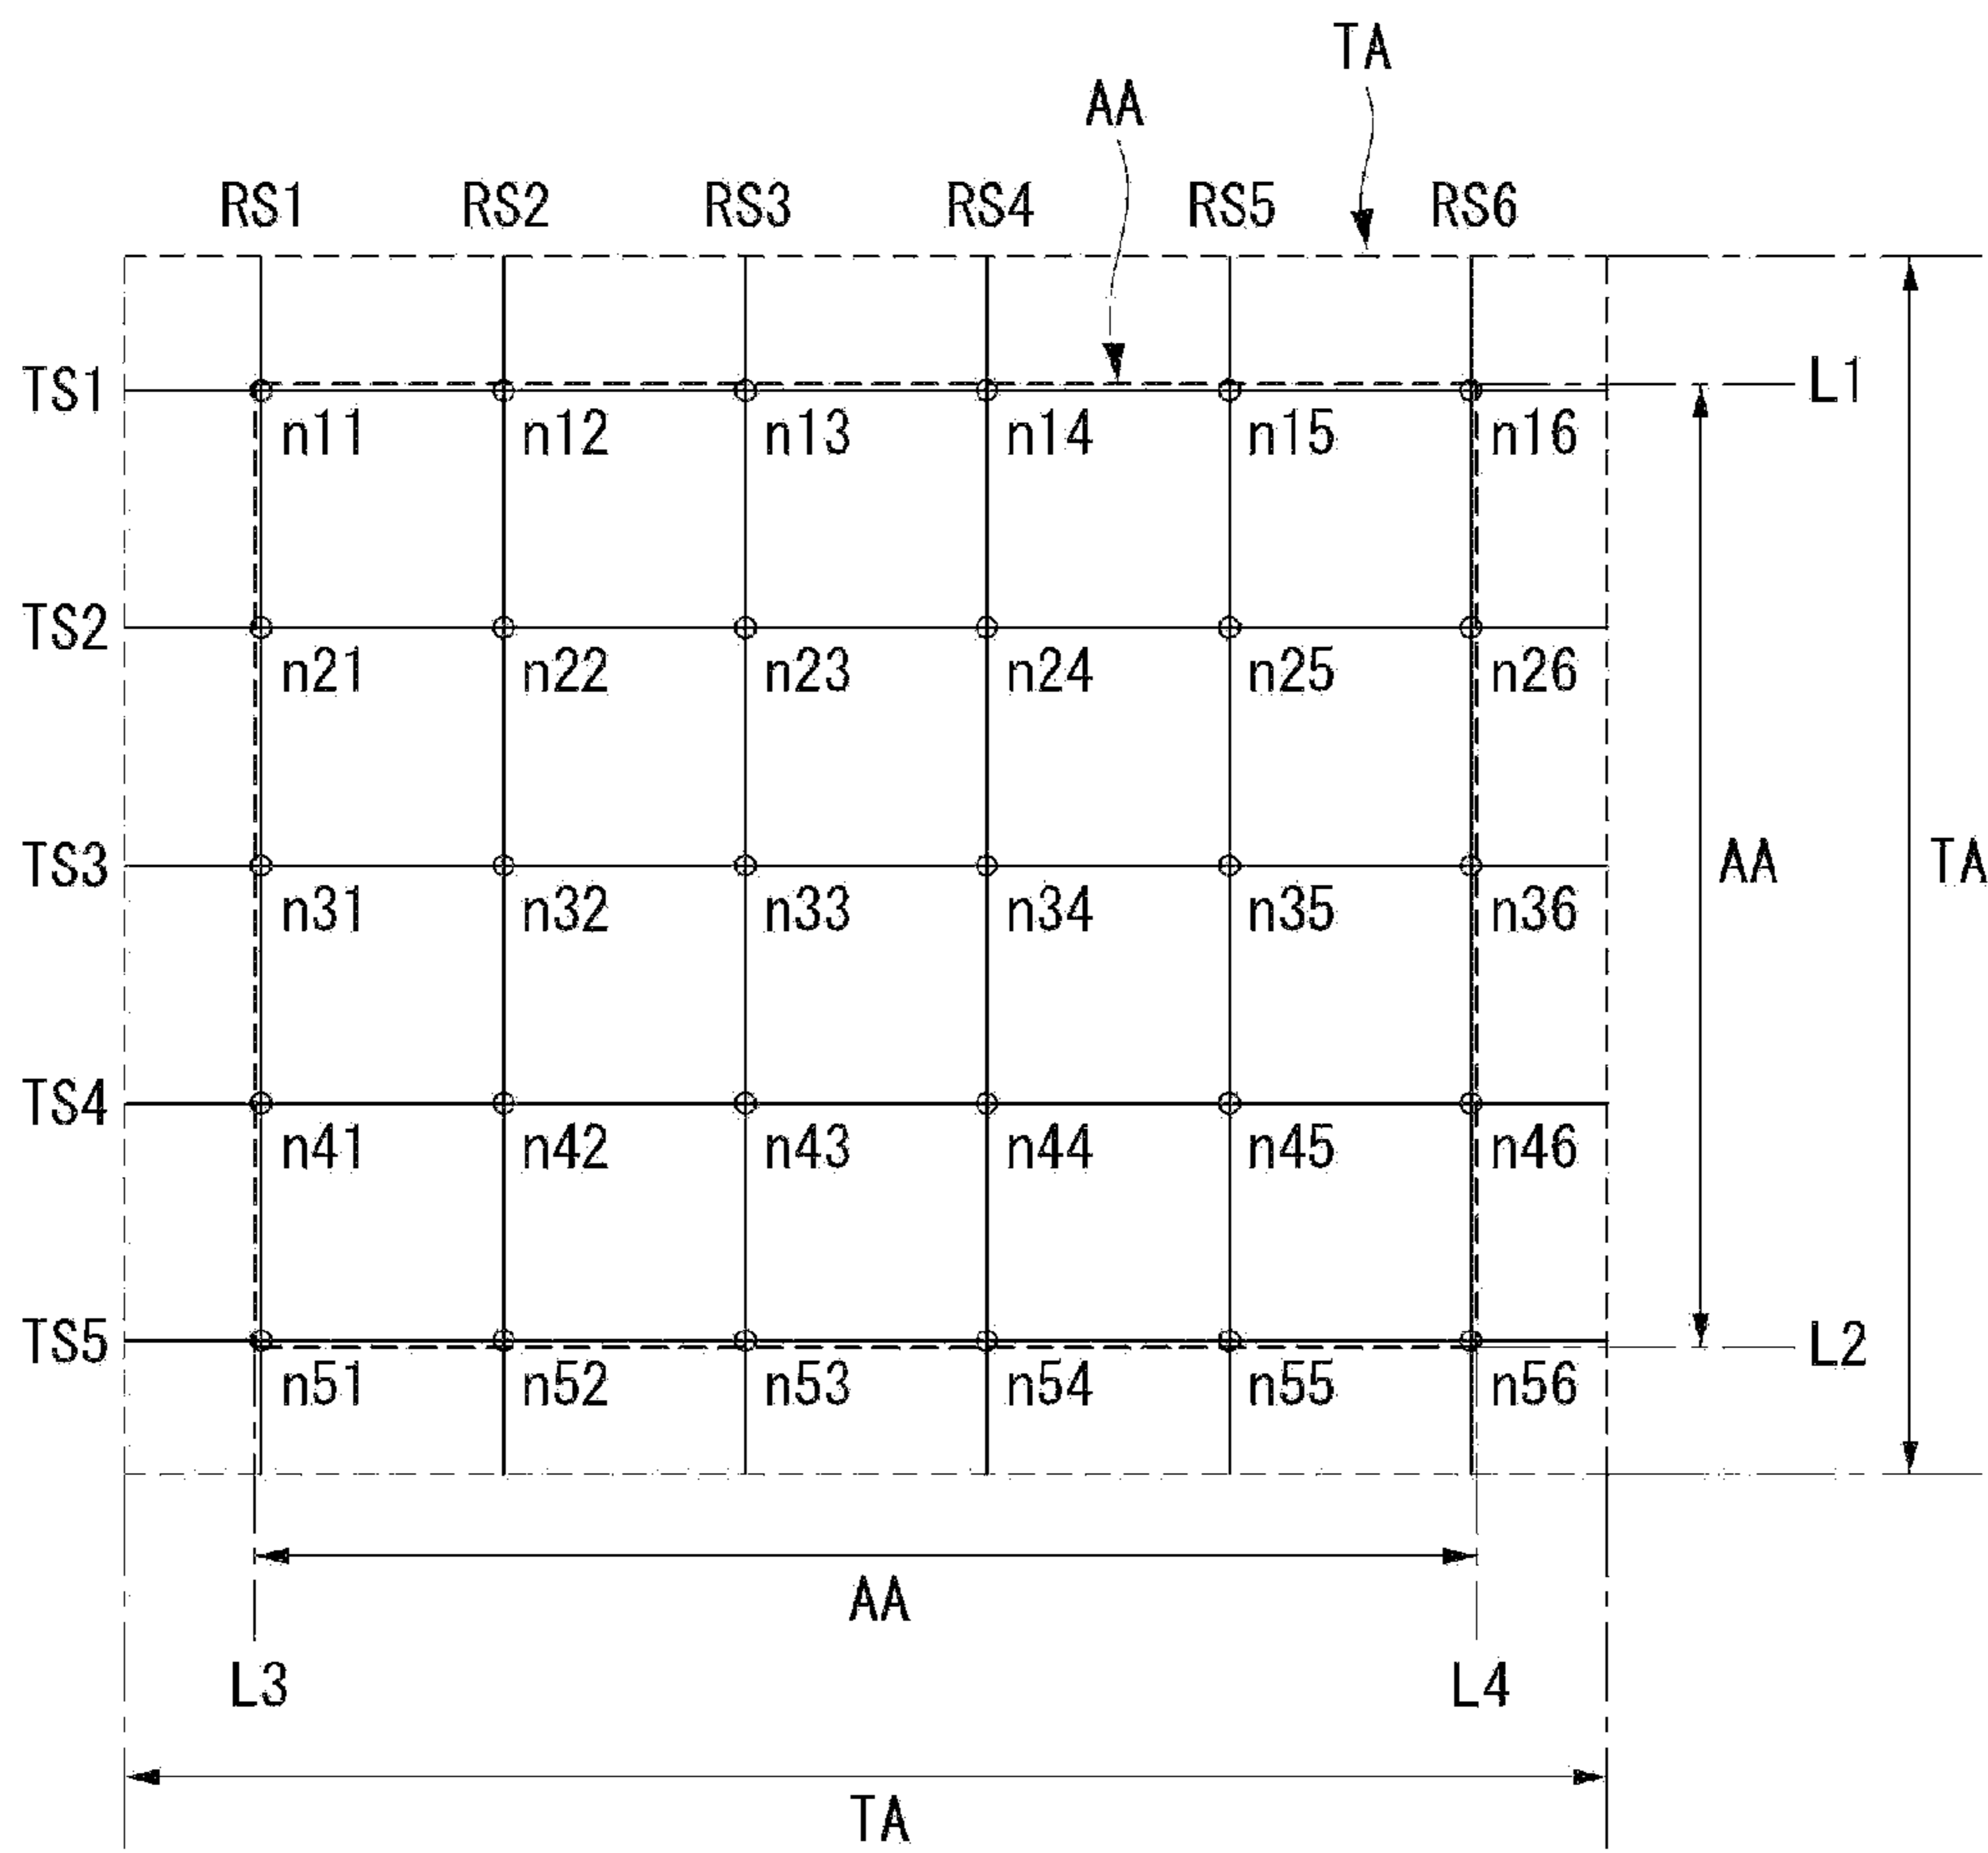 TA
AA
RS1 RS2 RS3 RS4 RS5 RS6
TS1 L1
n11 n12 n13 n14 n15 n16
TS2
n21 n22 n23 n24 n25 n26
TS3 AA TA
n31 n32 n33 n34 n35 n36
TS4
n41 n42 n43 n44 n45 n46
TS5 L2
n51 n52 n53 n54 n55 n56
AA
L3 L4
TA